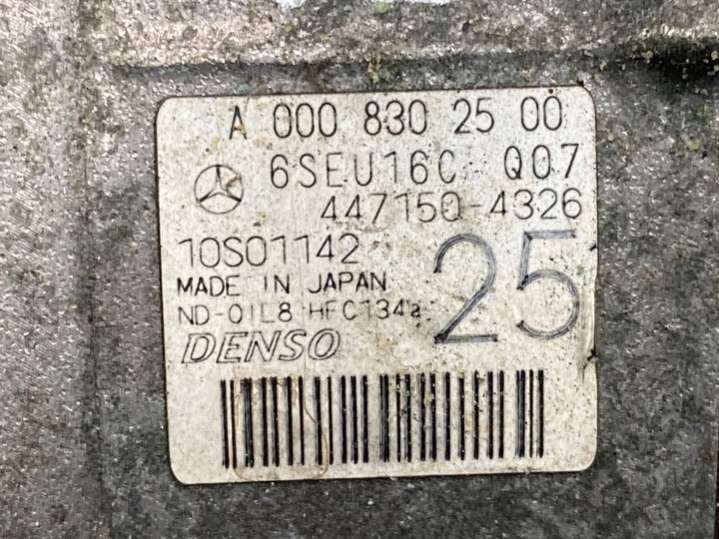 A 000 830 25 00
6SEU16C Q07
447150-4326
10S01142
25
MADE IN JAPAN
ND-OIL8 HFC134a
DENSO